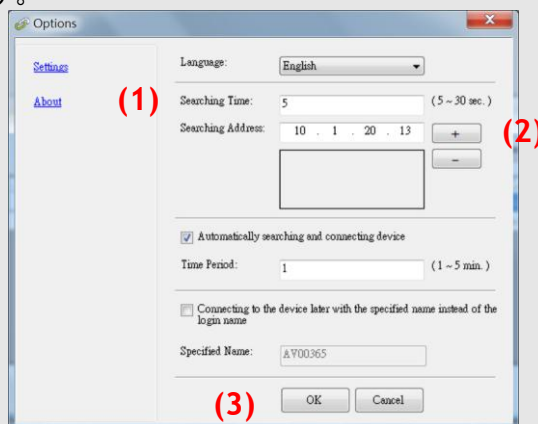 Options
Settings
About
Language:
English
(1)
Searching Time:
5
(5 ~ 30 sec.)
Searching Address:
10 . 1 . 20 . 13
+
(2)
-
Automatically searching and connecting device
Time Period:
1
(1 ~ 5 min.)
Connecting to the device later with the specified name instead of the
login name
Specified Name:
AV00365
(3)
OK
Cancel